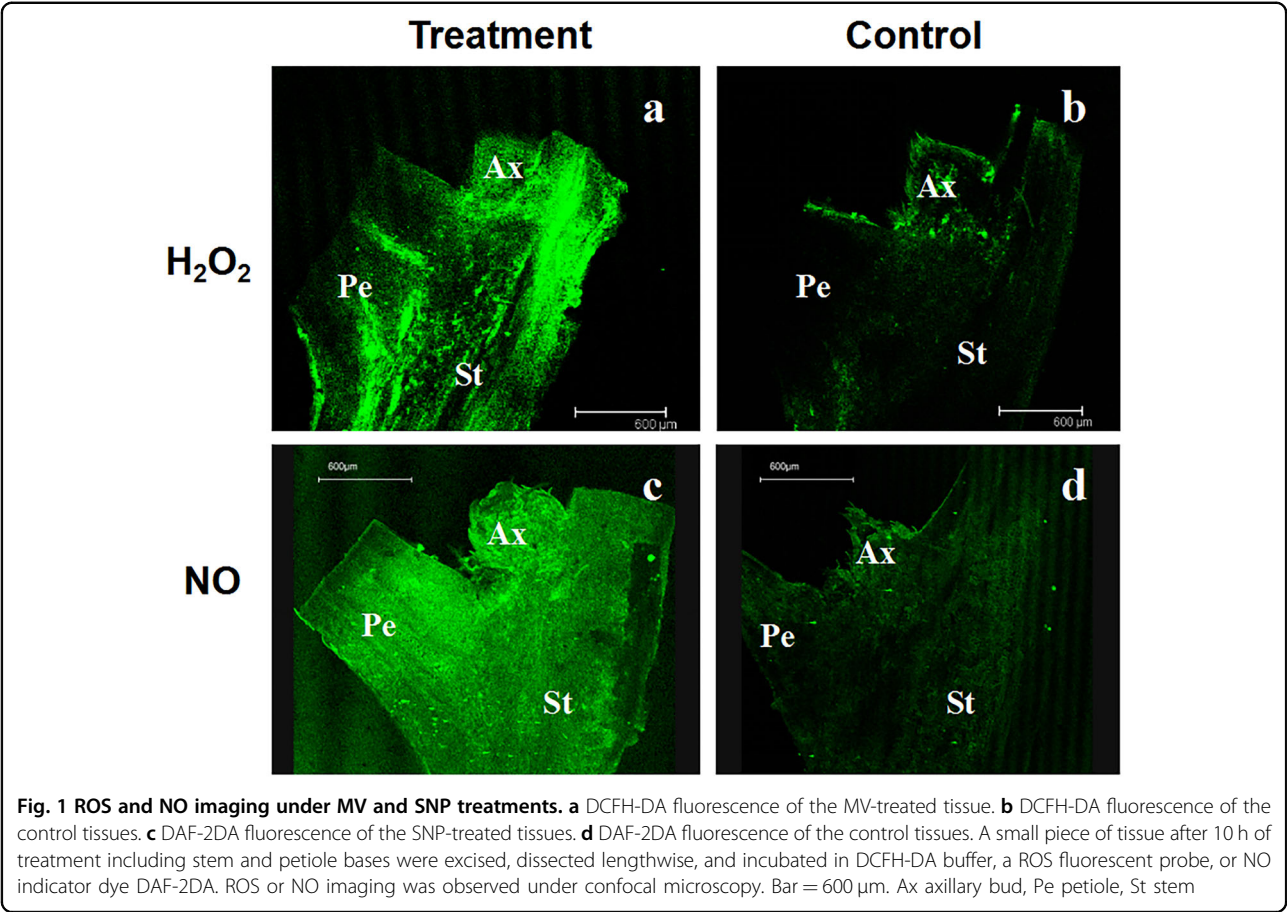 Treatment Control
a
Ax
Pe
St
600 μm
b
Ax
Pe
St
600 μm
H₂O₂
600μm
c
Ax
Pe
St
600μm
d
Ax
Pe
St
NO
Fig. 1 ROS and NO imaging under MV and SNP treatments. a DCFH-DA fluorescence of the MV-treated tissue. b DCFH-DA fluorescence of the
control tissues. c DAF-2DA fluorescence of the SNP-treated tissues. d DAF-2DA fluorescence of the control tissues. A small piece of tissue after 10 h of
treatment including stem and petiole bases were excised, dissected lengthwise, and incubated in DCFH-DA buffer, a ROS fluorescent probe, or NO
indicator dye DAF-2DA. ROS or NO imaging was observed under confocal microscopy. Bar = 600 μm. Ax axillary bud, Pe petiole, St stem